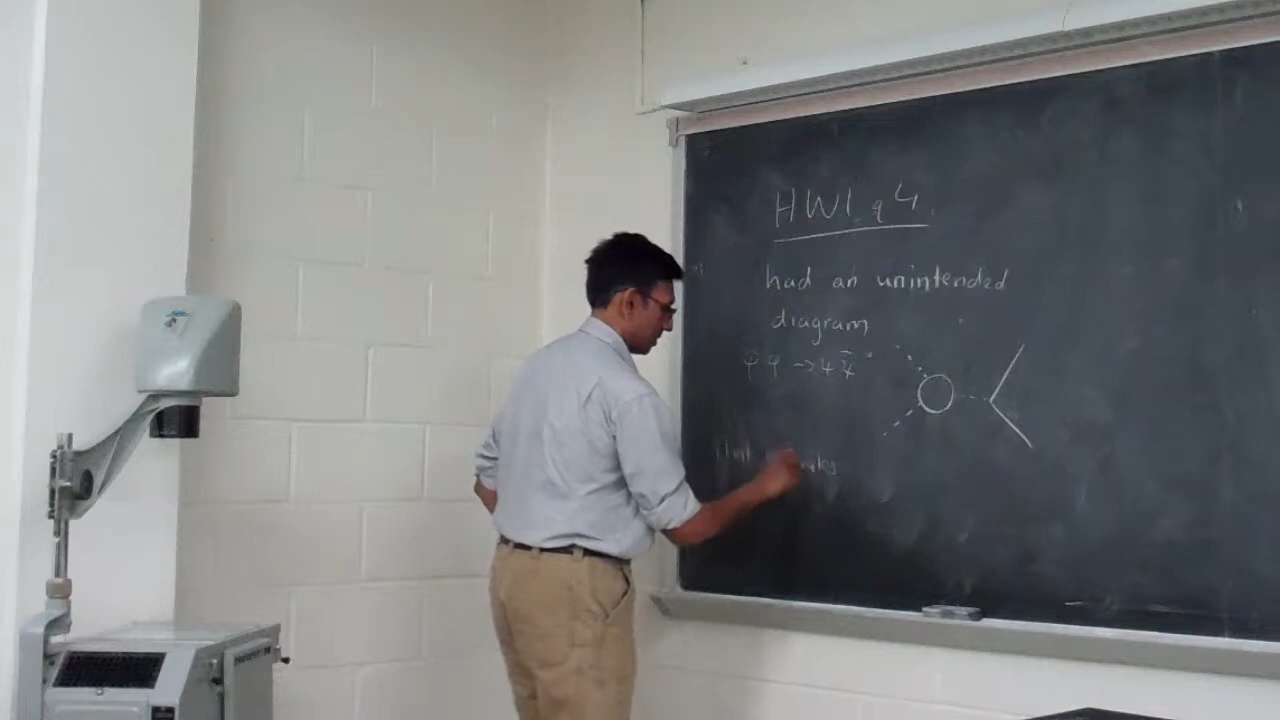 HW1 q4.
had an unintended
diagram
φ φ → ψ ψ̄